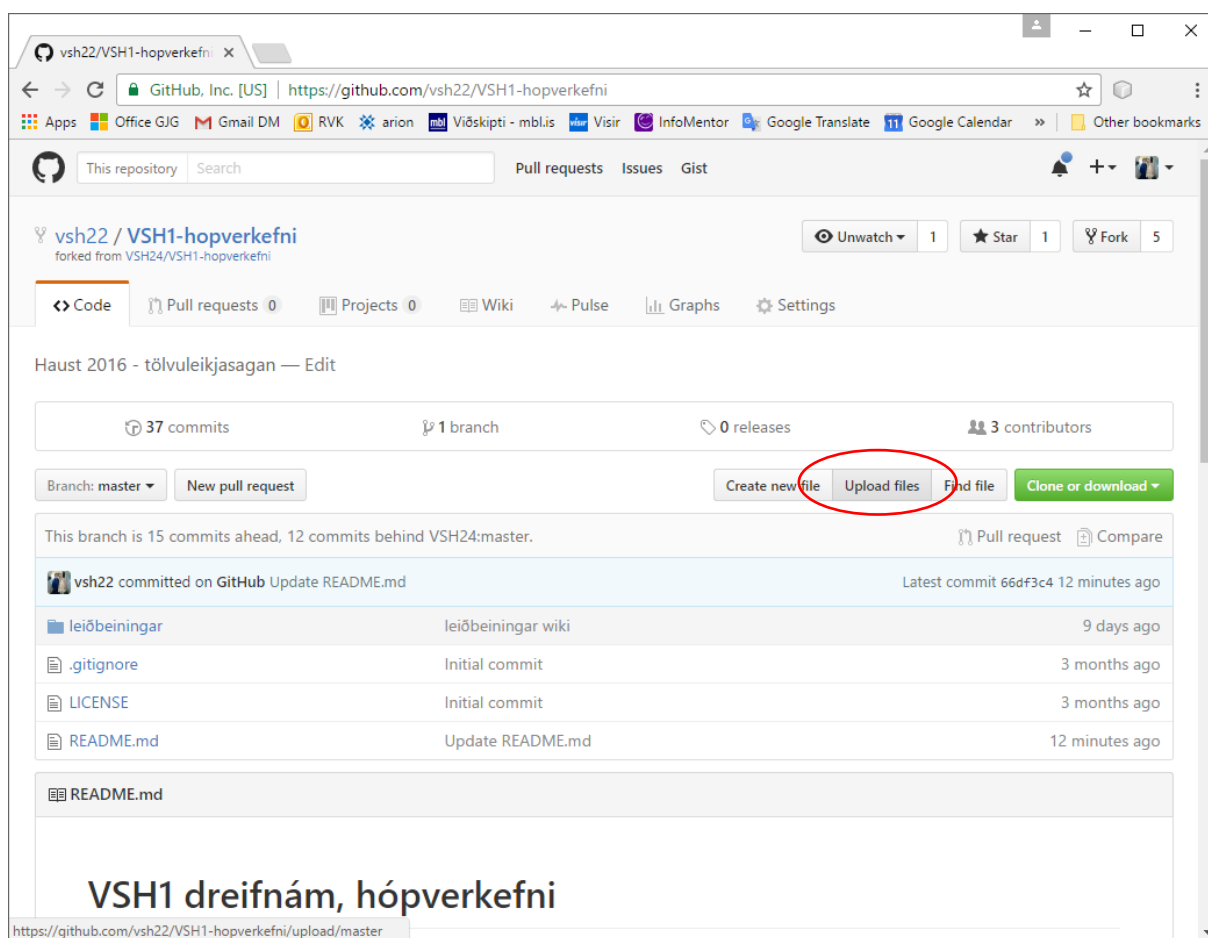 vsh22/VSH1-hopverkefni
GitHub, Inc. [US] | https://github.com/vsh22/VSH1-hopverkefni
Apps Office GJG Gmail DM RVK arion mbl Viðskipti - mbl.is visir Visir InfoMentor Google Translate 11 Google Calendar » Other bookmarks
This repository Search Pull requests Issues Gist
vsh22 / VSH1-hopverkefni Unwatch 1 Star 1 Fork 5
forked from VSH24/VSH1-hopverkefni
Code Pull requests 0 Projects 0 Wiki Pulse Graphs Settings
Haust 2016 - tölvuleikjasagan — Edit
37 commits 1 branch 0 releases 3 contributors
Branch: master New pull request Create new file Upload files Find file Clone or download
This branch is 15 commits ahead, 12 commits behind VSH24:master. Pull request Compare
vsh22 committed on GitHub Update README.md Latest commit 66df3c4 12 minutes ago
leiðbeiningar leiðbeiningar wiki 9 days ago
.gitignore Initial commit 3 months ago
LICENSE Initial commit 3 months ago
README.md Update README.md 12 minutes ago
README.md
VSH1 dreifnám, hópverkefni
https://github.com/vsh22/VSH1-hopverkefni/upload/master